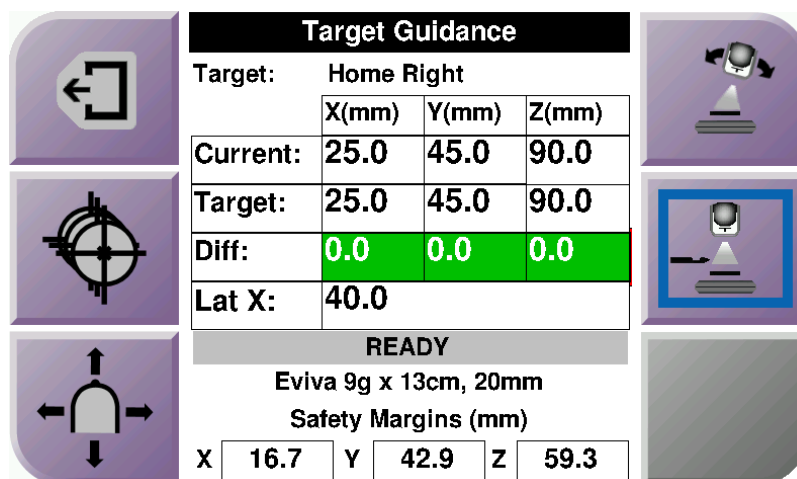 Target Guidance
Target: Home Right
X(mm) Y(mm) Z(mm)
Current: 25.0 45.0 90.0
Target: 25.0 45.0 90.0
Diff: 0.0 0.0 0.0
Lat X: 40.0
READY
Eviva 9g x 13cm, 20mm
Safety Margins (mm)
X 16.7 Y 42.9 Z 59.3